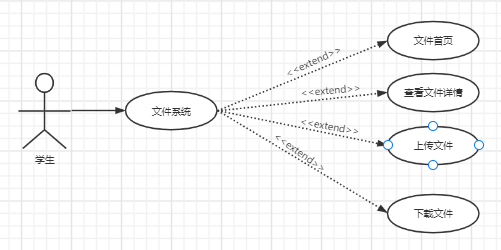 文件首页
<<extend>>
查看文件详情
<<extend>>
文件系统
<<extend>>
上传文件
<<extend>>
学生
下载文件